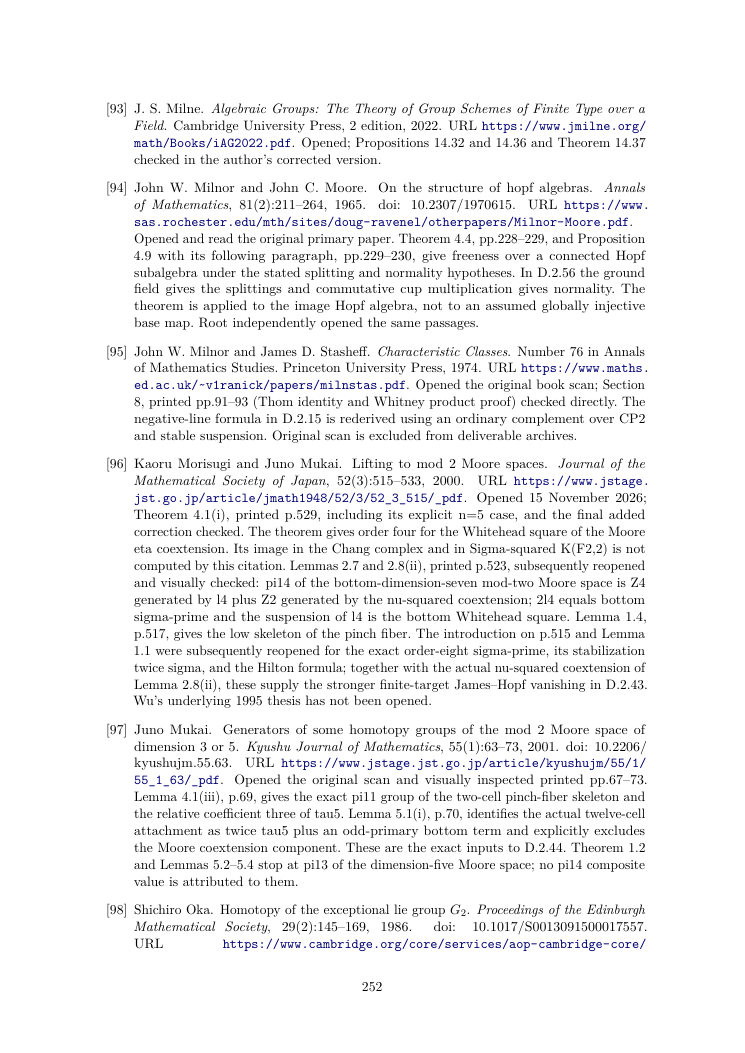 [93] J. S. Milne. Algebraic Groups: The Theory of Group Schemes of Finite Type over a
Field. Cambridge University Press, 2 edition, 2022. URL https://www.jmilne.org/
math/Books/iAG2022.pdf. Opened; Propositions 14.32 and 14.36 and Theorem 14.37
checked in the author's corrected version.
[94] John W. Milnor and John C. Moore. On the structure of hopf algebras. Annals
of Mathematics, 81(2):211–264, 1965. doi: 10.2307/1970615. URL https://www.
sas.rochester.edu/mth/sites/doug-ravenel/otherpapers/Milnor-Moore.pdf.
Opened and read the original primary paper. Theorem 4.4, pp.228–229, and Proposition
4.9 with its following paragraph, pp.229–230, give freeness over a connected Hopf
subalgebra under the stated splitting and normality hypotheses. In D.2.56 the ground
field gives the splittings and commutative cup multiplication gives normality. The
theorem is applied to the image Hopf algebra, not to an assumed globally injective
base map. Root independently opened the same passages.
[95] John W. Milnor and James D. Stasheff. Characteristic Classes. Number 76 in Annals
of Mathematics Studies. Princeton University Press, 1974. URL https://www.maths.
ed.ac.uk/~v1ranick/papers/milnstas.pdf. Opened the original book scan; Section
8, printed pp.91–93 (Thom identity and Whitney product proof) checked directly. The
negative-line formula in D.2.15 is rederived using an ordinary complement over CP2
and stable suspension. Original scan is excluded from deliverable archives.
[96] Kaoru Morisugi and Juno Mukai. Lifting to mod 2 Moore spaces. Journal of the
Mathematical Society of Japan, 52(3):515–533, 2000. URL https://www.jstage.
jst.go.jp/article/jmath1948/52/3/52_3_515/_pdf. Opened 15 November 2026;
Theorem 4.1(i), printed p.529, including its explicit n=5 case, and the final added
correction checked. The theorem gives order four for the Whitehead square of the Moore
eta coextension. Its image in the Chang complex and in Sigma-squared K(F2,2) is not
computed by this citation. Lemmas 2.7 and 2.8(ii), printed p.523, subsequently reopened
and visually checked: pi14 of the bottom-dimension-seven mod-two Moore space is Z4
generated by l4 plus Z2 generated by the nu-squared coextension; 2l4 equals bottom
sigma-prime and the suspension of l4 is the bottom Whitehead square. Lemma 1.4,
p.517, gives the low skeleton of the pinch fiber. The introduction on p.515 and Lemma
1.1 were subsequently reopened for the exact order-eight sigma-prime, its stabilization
twice sigma, and the Hilton formula; together with the actual nu-squared coextension of
Lemma 2.8(ii), these supply the stronger finite-target James–Hopf vanishing in D.2.43.
Wu's underlying 1995 thesis has not been opened.
[97] Juno Mukai. Generators of some homotopy groups of the mod 2 Moore space of
dimension 3 or 5. Kyushu Journal of Mathematics, 55(1):63–73, 2001. doi: 10.2206/
kyushujm.55.63. URL https://www.jstage.jst.go.jp/article/kyushujm/55/1/
55_1_63/_pdf. Opened the original scan and visually inspected printed pp.67–73.
Lemma 4.1(iii), p.69, gives the exact pi11 group of the two-cell pinch-fiber skeleton and
the relative coefficient three of tau5. Lemma 5.1(i), p.70, identifies the actual twelve-cell
attachment as twice tau5 plus an odd-primary bottom term and explicitly excludes
the Moore coextension component. These are the exact inputs to D.2.44. Theorem 1.2
and Lemmas 5.2–5.4 stop at pi13 of the dimension-five Moore space; no pi14 composite
value is attributed to them.
[98] Shichiro Oka. Homotopy of the exceptional lie group G2. Proceedings of the Edinburgh
Mathematical Society, 29(2):145–169, 1986. doi: 10.1017/S0013091500017557.
URL https://www.cambridge.org/core/services/aop-cambridge-core/
252